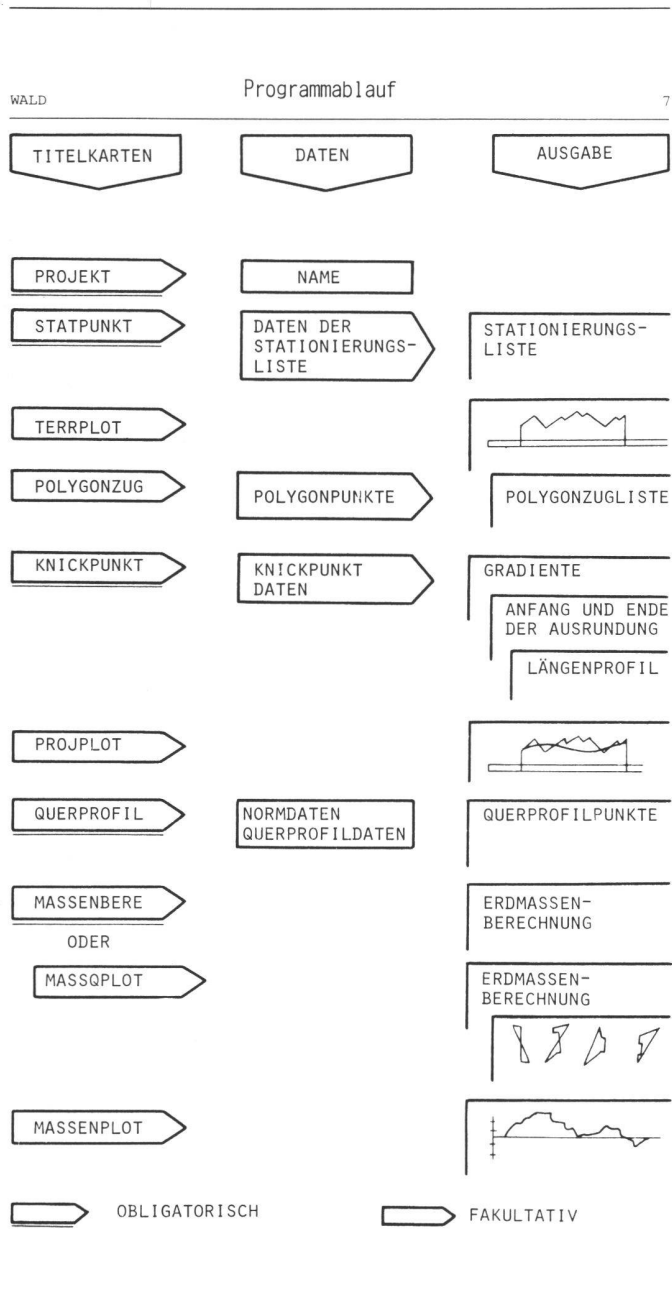 Programmablauf
WALD
7
TITELKARTEN
DATEN
AUSGABE
PROJEKT
NAME
STATPUNKT
DATEN DER
STATIONIERUNGS-
LISTE
STATIONIERUNGS-
LISTE
TERRPLOT
POLYGONZUG
POLYGONPUNKTE
POLYGONZUGLISTE
KNICKPUNKT
KNICKPUNKT
DATEN
GRADIENTE
ANFANG UND ENDE
DER AUSRUNDUNG
LÄNGENPROFIL
PROJPLOT
QUERPROFIL
NORMDATEN
QUERPROFILDATEN
QUERPROFILPUNKTE
MASSENBERE
ODER
ERDMASSEN-
BERECHNUNG
MASSQPLOT
ERDMASSEN-
BERECHNUNG
MASSENPLOT
OBLIGATORISCH
FAKULTATIV